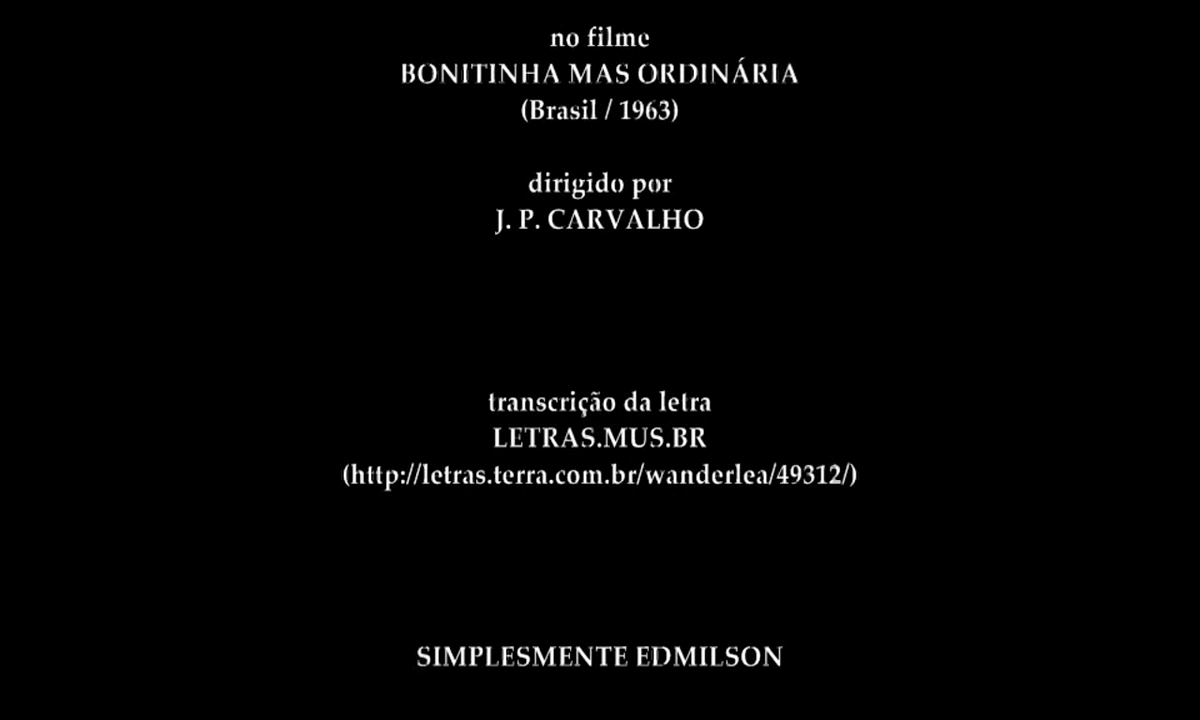 no filme
BONITINHA MAS ORDINÁRIA
(Brasil / 1963)
dirigido por
J. P. CARVALHO
transcrição da letra
LETRAS.MUS.BR
(http://letras.terra.com.br/wanderlea/49312/)
SIMPLESMENTE EDMILSON